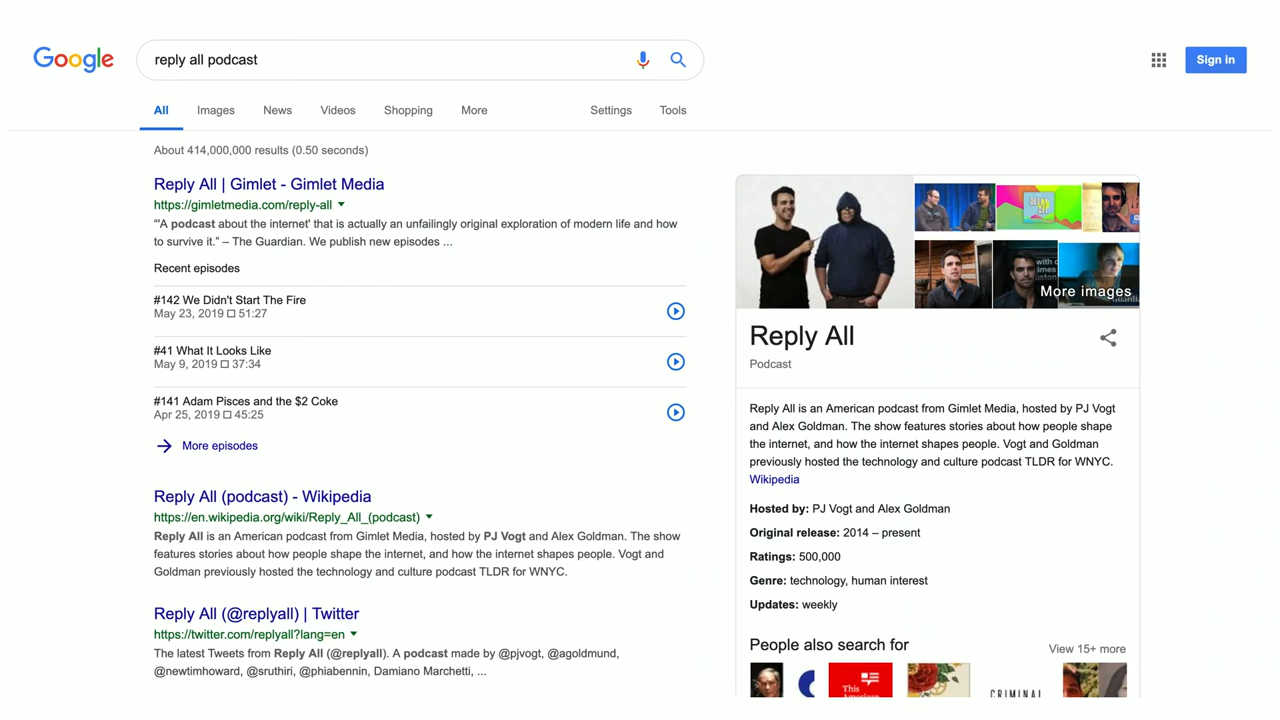 Google
reply all podcast
Sign in
All Images News Videos Shopping More Settings Tools
About 414,000,000 results (0.50 seconds)
Reply All | Gimlet - Gimlet Media
https://gimletmedia.com/reply-all
“'A podcast about the internet' that is actually an unfailingly original exploration of modern life and how
to survive it.” – The Guardian. We publish new episodes ...
Recent episodes
#142 We Didn't Start The Fire
May 23, 2019 51:27
#41 What It Looks Like
May 9, 2019 37:34
#141 Adam Pisces and the $2 Coke
Apr 25, 2019 45:25
More episodes
Reply All (podcast) - Wikipedia
https://en.wikipedia.org/wiki/Reply_All_(podcast)
Reply All is an American podcast from Gimlet Media, hosted by PJ Vogt and Alex Goldman. The show
features stories about how people shape the internet, and how the internet shapes people. Vogt and
Goldman previously hosted the technology and culture podcast TLDR for WNYC.
Reply All (@replyall) | Twitter
https://twitter.com/replyall?lang=en
The latest Tweets from Reply All (@replyall). A podcast made by @pjvogt, @agoldmund,
@newtimhoward, @sruthiri, @phiabennin, Damiano Marchetti, ...
More images
Reply All
Podcast
Reply All is an American podcast from Gimlet Media, hosted by PJ Vogt
and Alex Goldman. The show features stories about how people shape
the internet, and how the internet shapes people. Vogt and Goldman
previously hosted the technology and culture podcast TLDR for WNYC.
Wikipedia
Hosted by: PJ Vogt and Alex Goldman
Original release: 2014 – present
Ratings: 500,000
Genre: technology, human interest
Updates: weekly
People also search for
View 15+ more
This
American
CRIMINAL